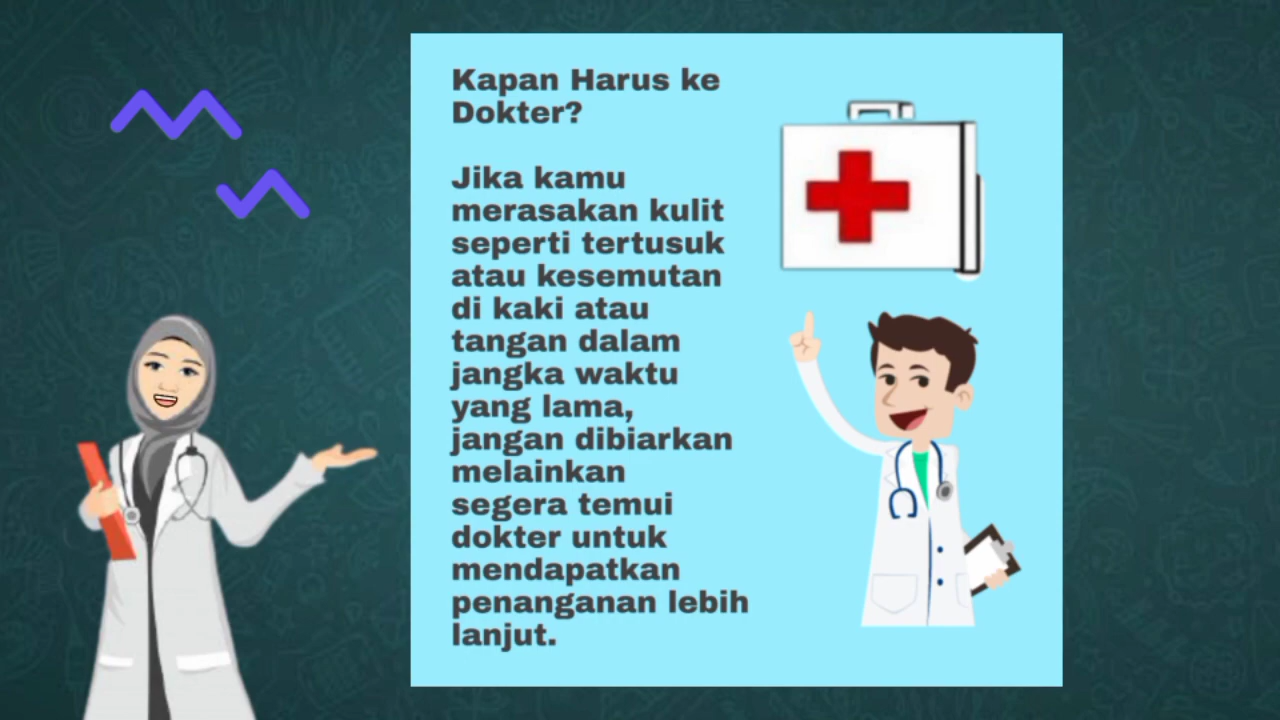 Kapan Harus ke
Dokter?
Jika kamu
merasakan kulit
seperti tertusuk
atau kesemutan
di kaki atau
tangan dalam
jangka waktu
yang lama,
jangan dibiarkan
melainkan
segera temui
dokter untuk
mendapatkan
penanganan lebih
lanjut.